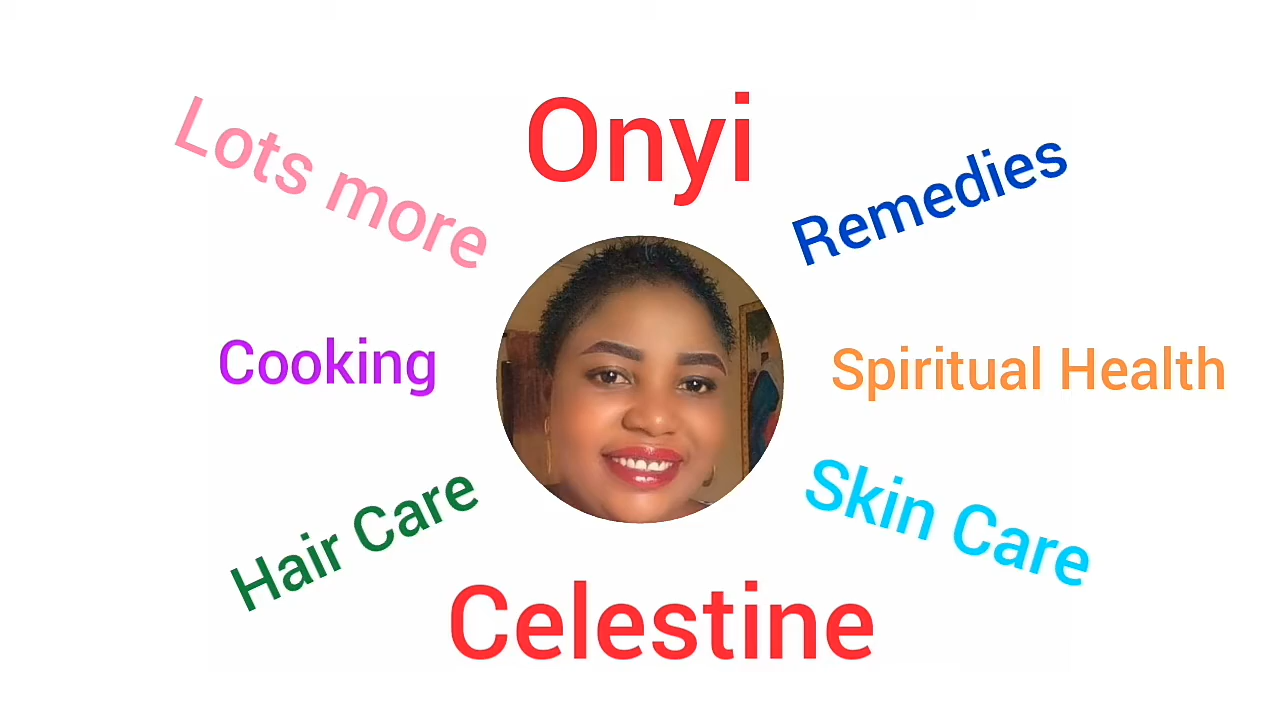 Onyi
Lots more
Remedies
Cooking
Spiritual Health
Hair Care
Skin Care
Celestine